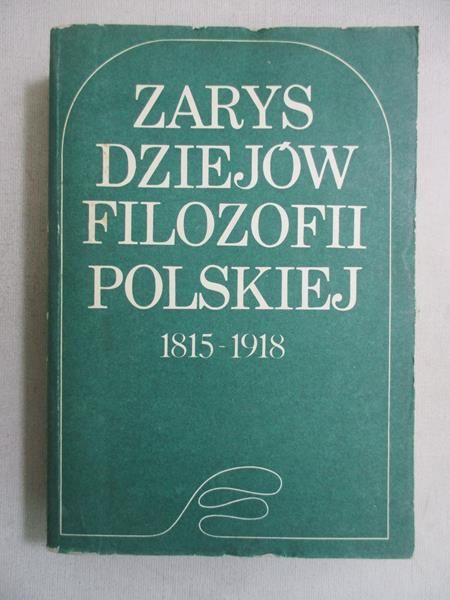 ZARYS
DZIEJÓW
FILOZOFII
POLSKIEJ
1815-1918